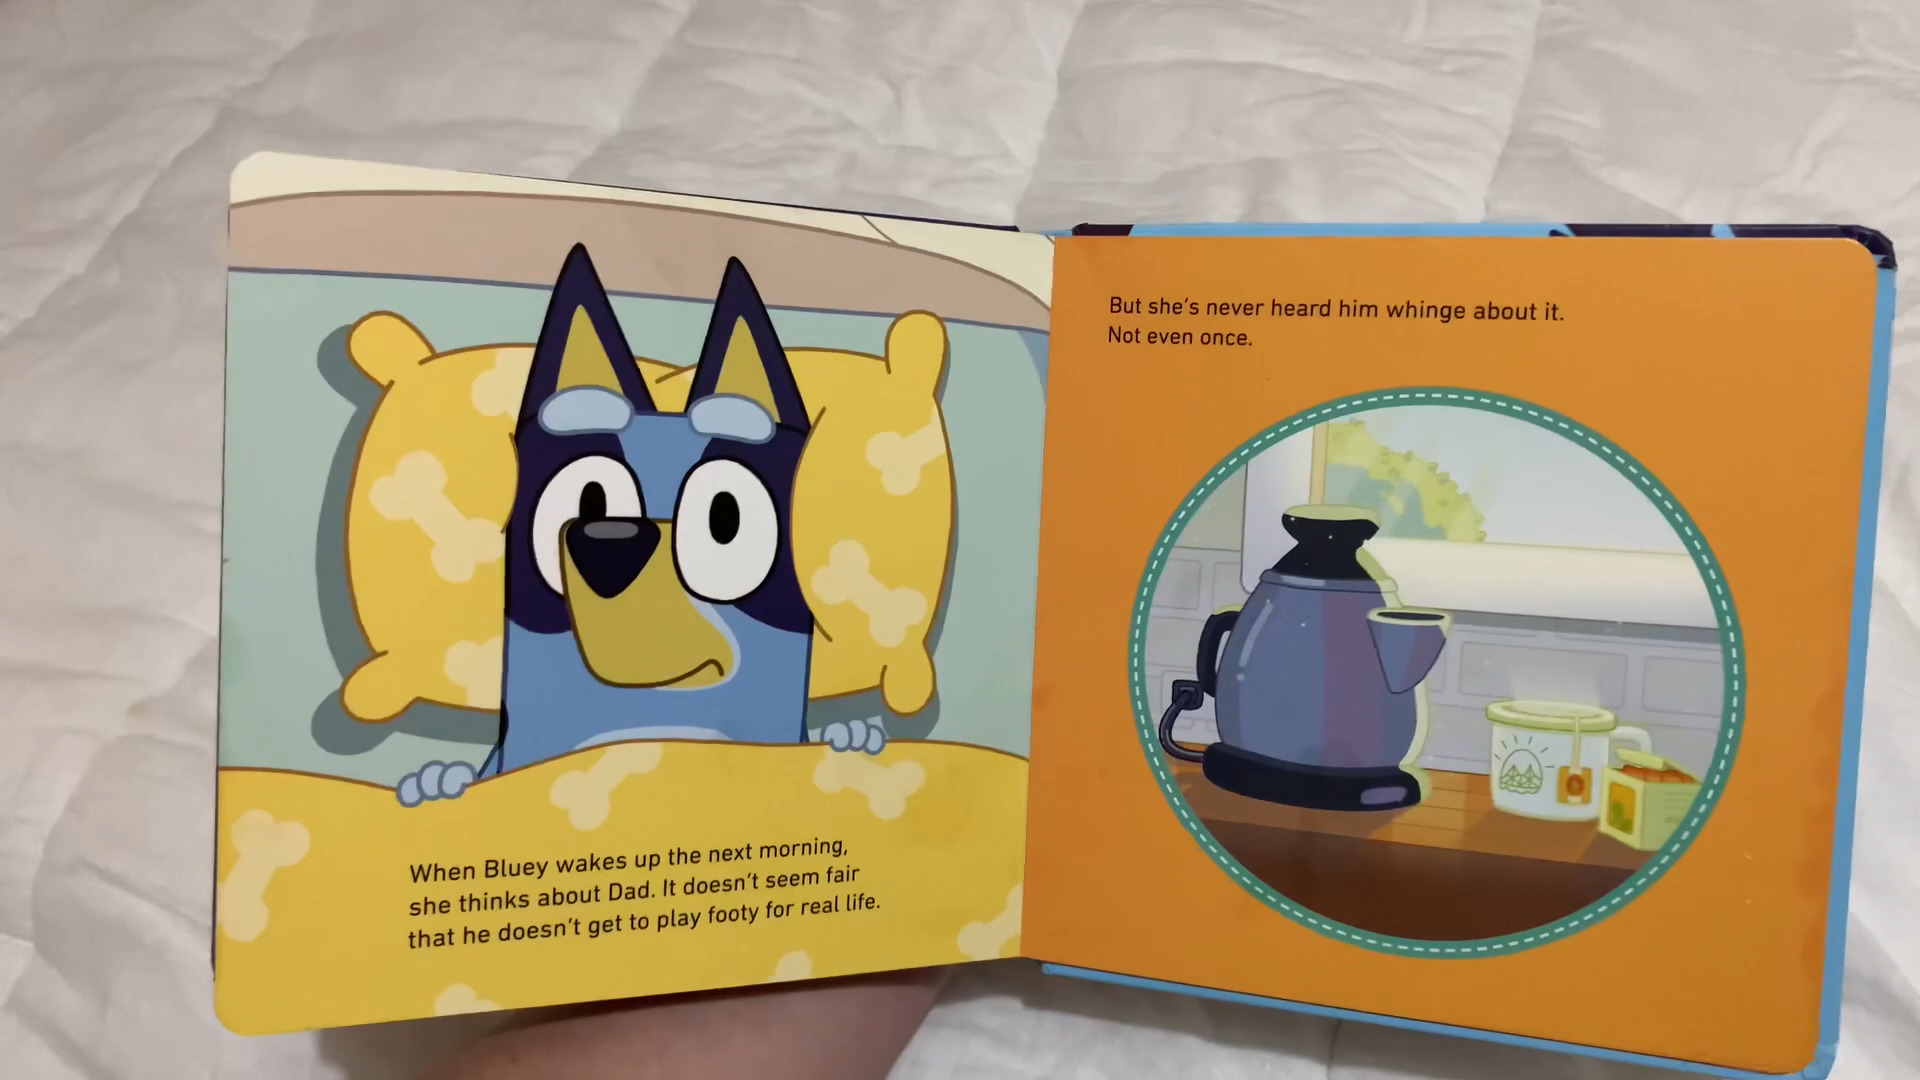 When Bluey wakes up the next morning,
she thinks about Dad. It doesn't seem fair
that he doesn't get to play footy for real life.
But she's never heard him whinge about it.
Not even once.